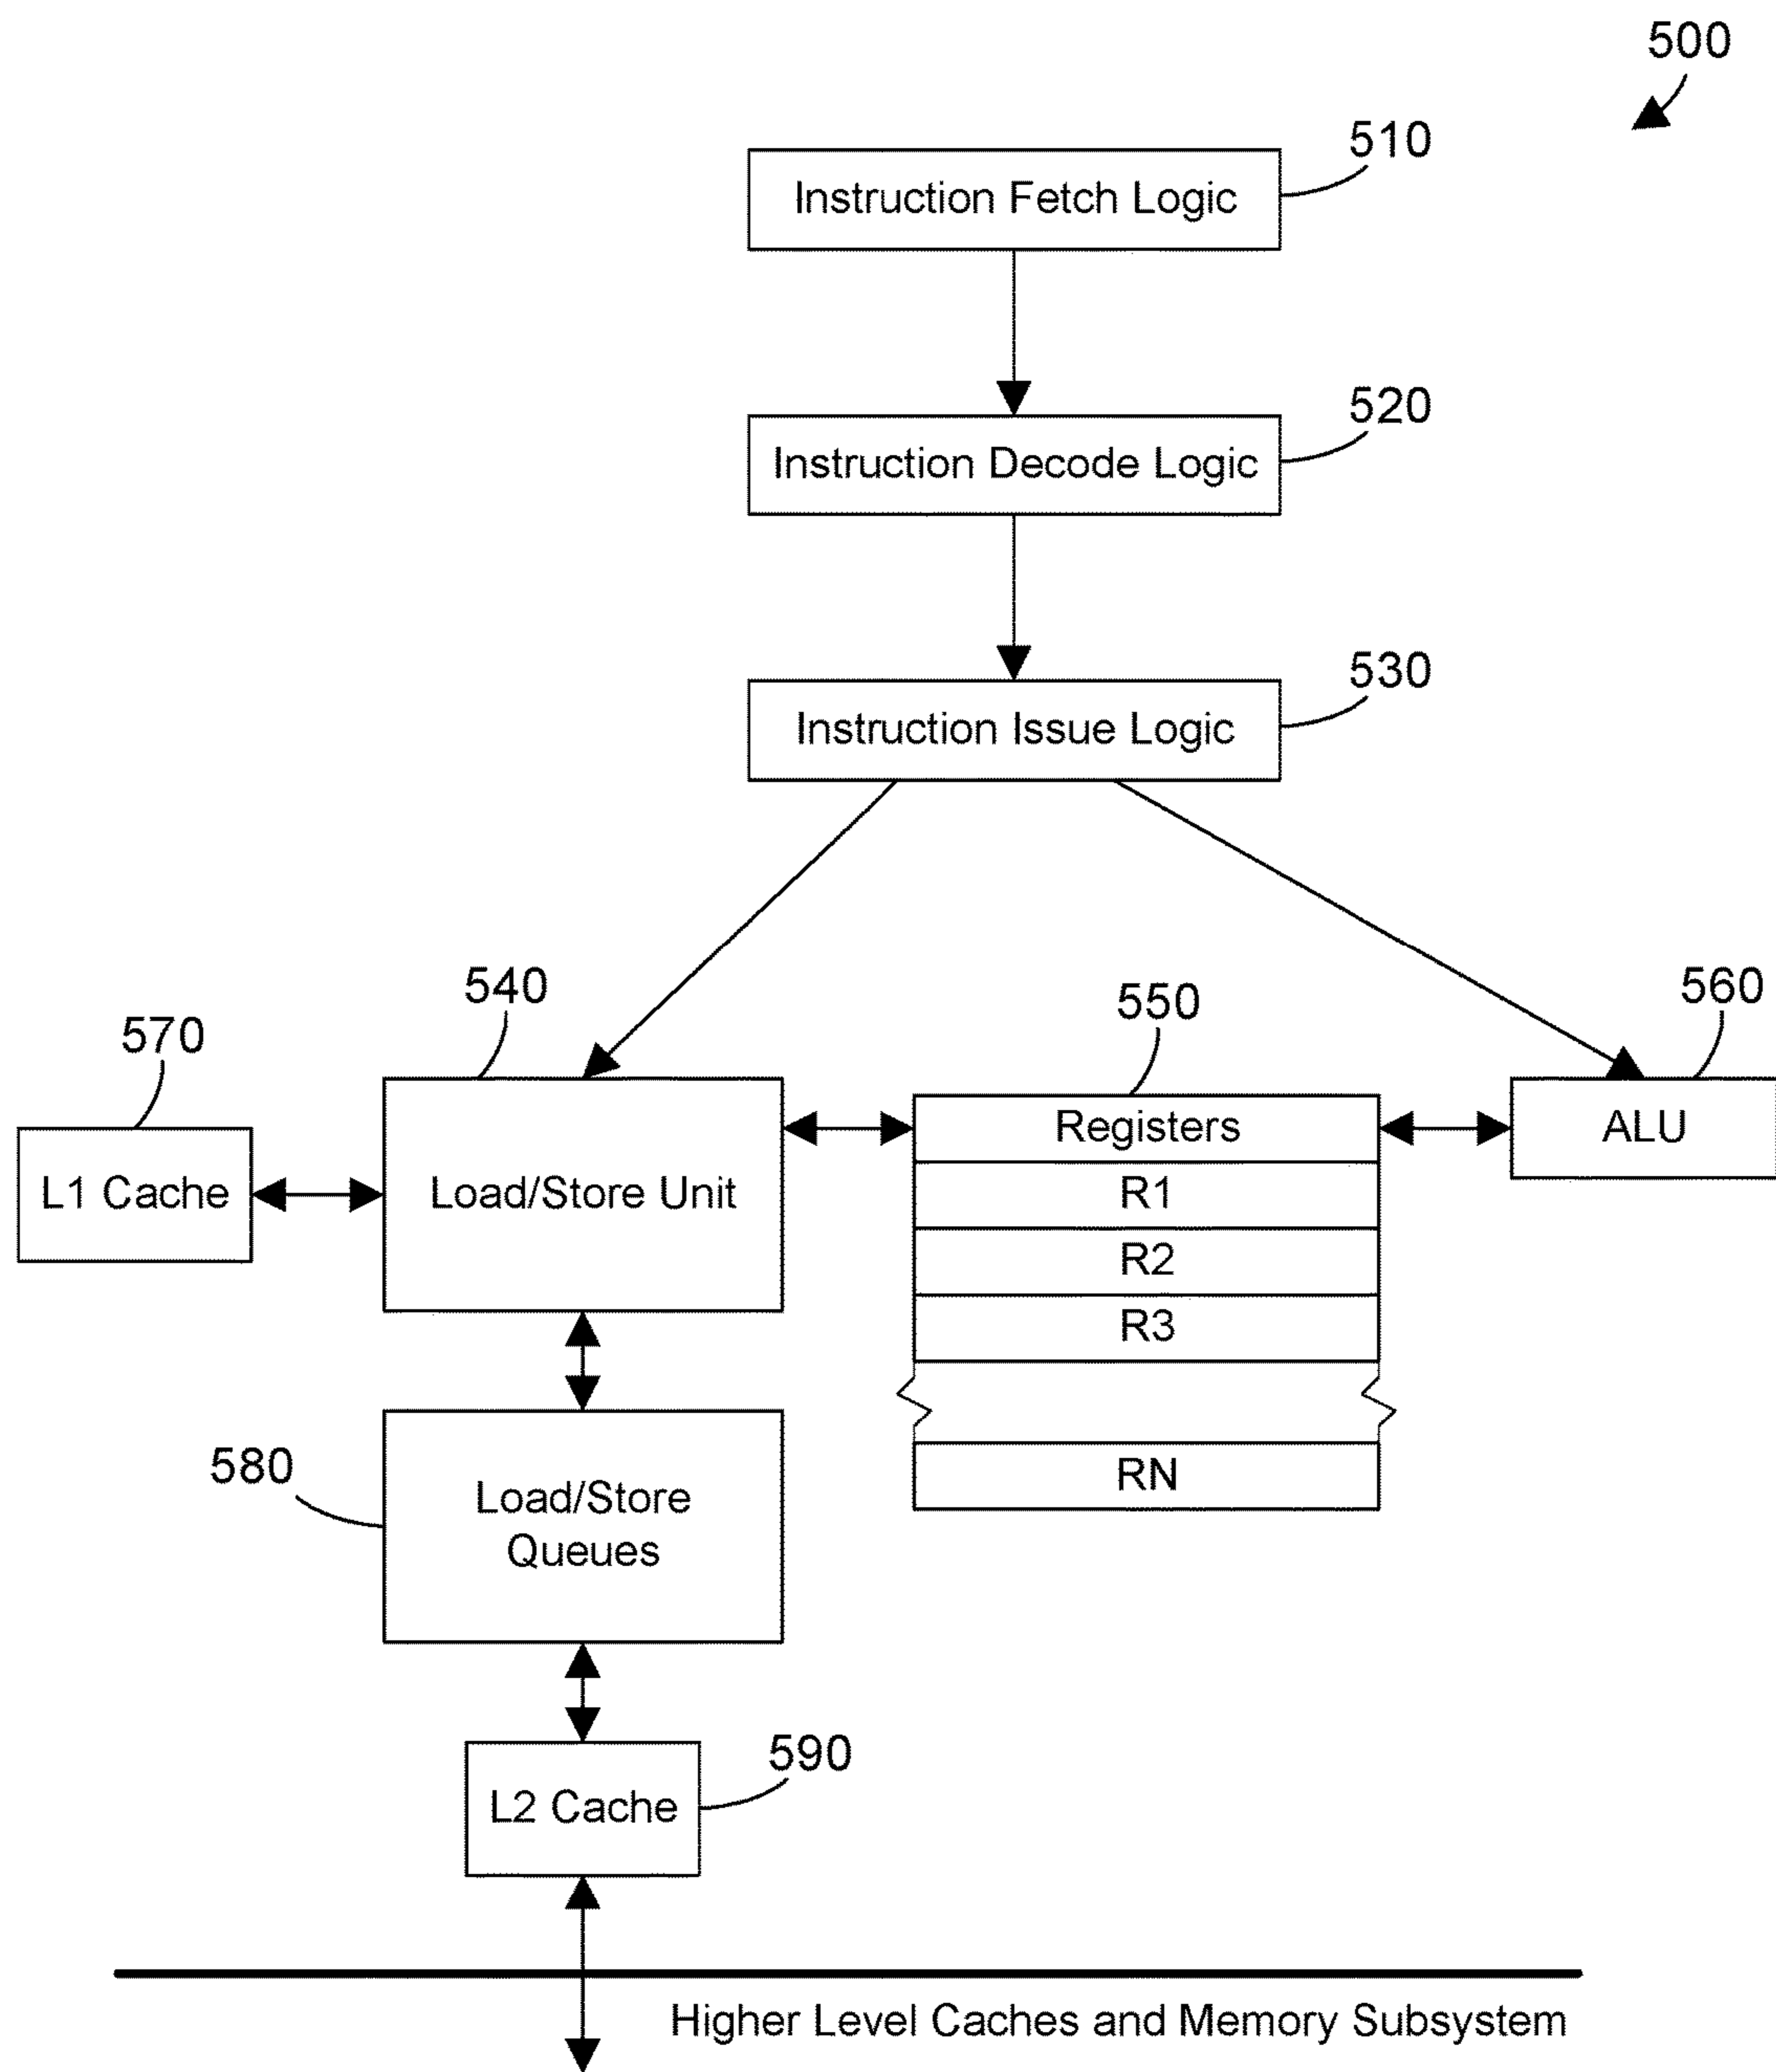 500
510
Instruction Fetch Logic
520
Instruction Decode Logic
530
Instruction Issue Logic
540
550
560
570
Registers
ALU
L1 Cache
Load/Store Unit
R1
R2
R3
580
Load/Store
Queues
RN
590
L2 Cache
Higher Level Caches and Memory Subsystem